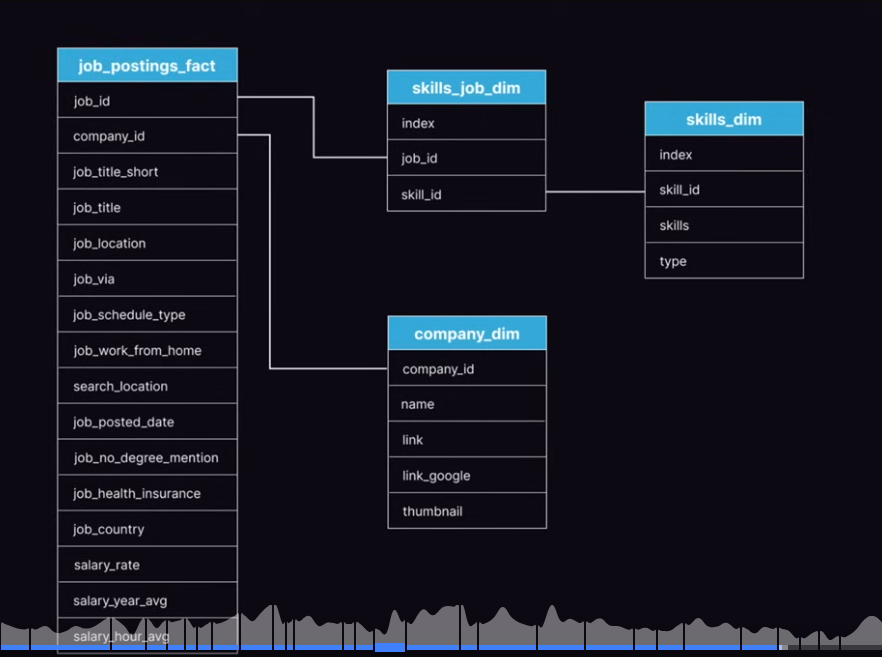 job_postings_fact
job_id
company_id
job_title_short
job_title
job_location
job_via
job_schedule_type
job_work_from_home
search_location
job_posted_date
job_no_degree_mention
job_health_insurance
job_country
salary_rate
salary_year_avg
salary_hour_avg
skills_job_dim
index
job_id
skill_id
skills_dim
index
skill_id
skills
type
company_dim
company_id
name
link
link_google
thumbnail